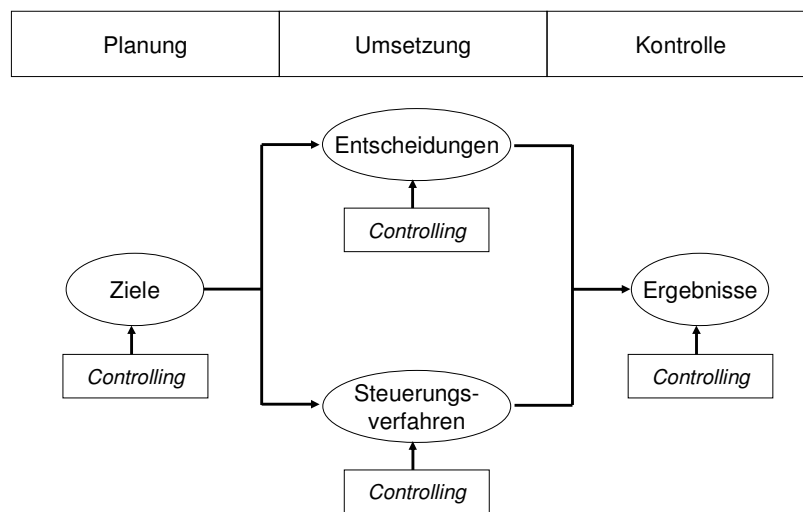 Planung
Umsetzung
Kontrolle
Entscheidungen
Controlling
Ziele
Controlling
Ergebnisse
Controlling
Steuerungs-
verfahren
Controlling